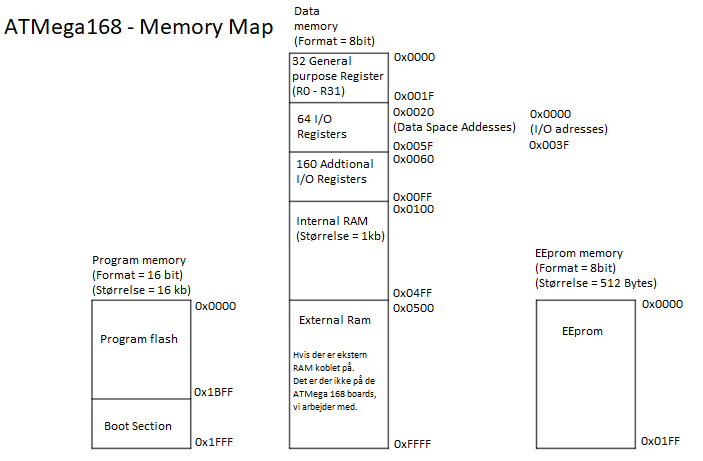 ATMega168 - Memory Map
Data
memory
(Format = 8bit)
32 General
purpose Register
(R0 - R31)
0x0000
0x001F
64 I/O
Registers
0x0020
(Data Space Addesses)
0x005F
0x0000
(I/O adresses)
0x003F
160 Addtional
I/O Registers
0x0060
0x00FF
Internal RAM
(Størrelse = 1kb)
0x0100
0x04FF
External Ram
Hvis der er ekstern
RAM koblet på.
Det er der ikke på de
ATMega 168 boards,
vi arbejder med.
0x0500
0xFFFF
Program memory
(Format = 16 bit)
(Størrelse = 16 kb)
Program flash
0x0000
0x1BFF
Boot Section
0x1FFF
EEprom memory
(Format = 8bit)
(Størrelse = 512 Bytes)
EEprom
0x0000
0x01FF